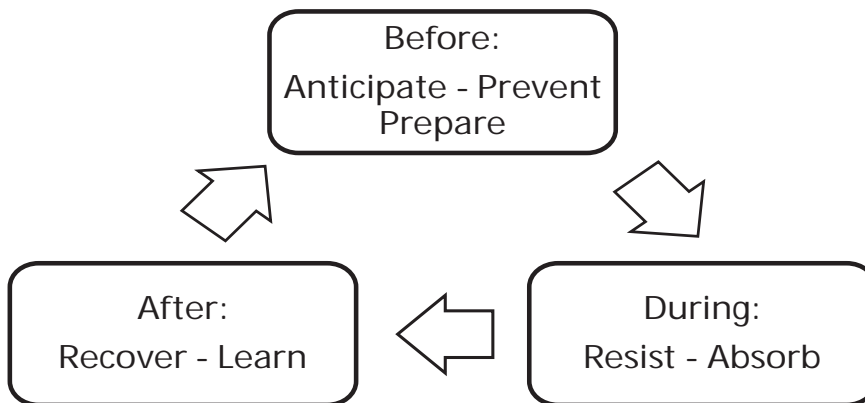 Before:
Anticipate - Prevent
Prepare
During:
Resist - Absorb
After:
Recover - Learn